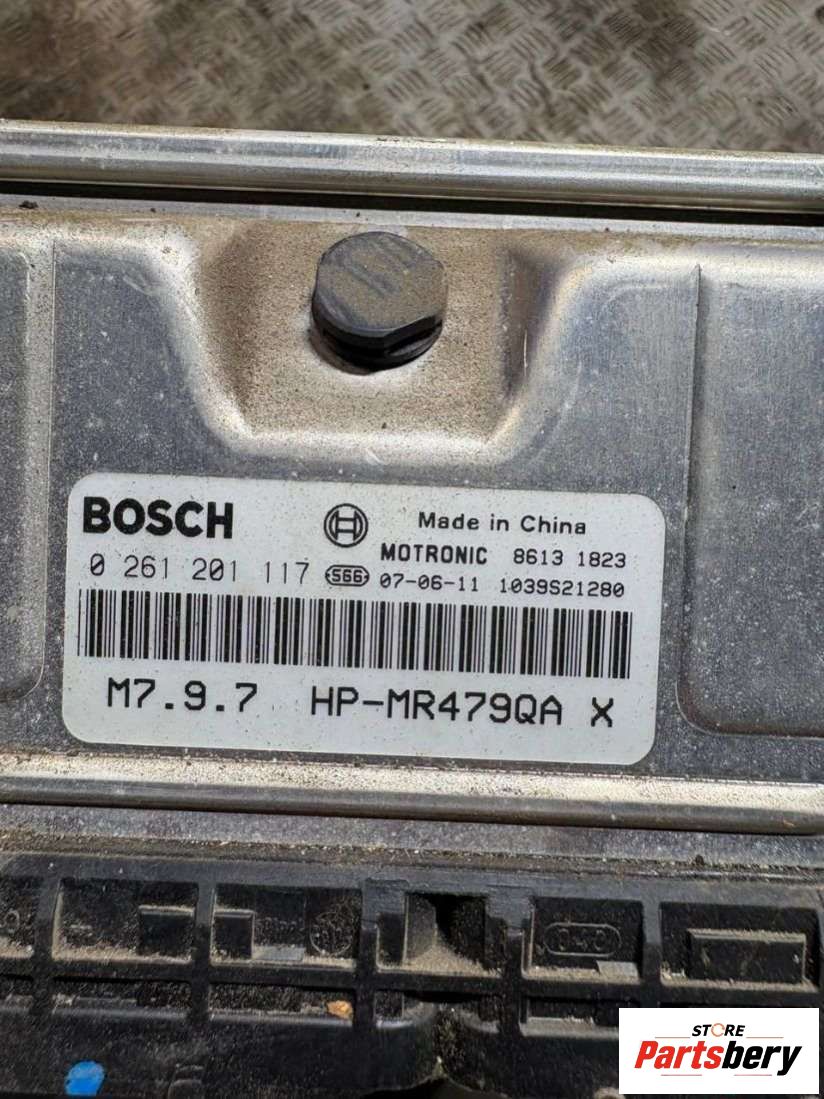 BOSCH
Made in China
MOTRONIC 8613 1823
0 261 201 117 S66 07-06-11 1039S21280
M7.9.7 HP-MR479QA X
STORE
Partsbery